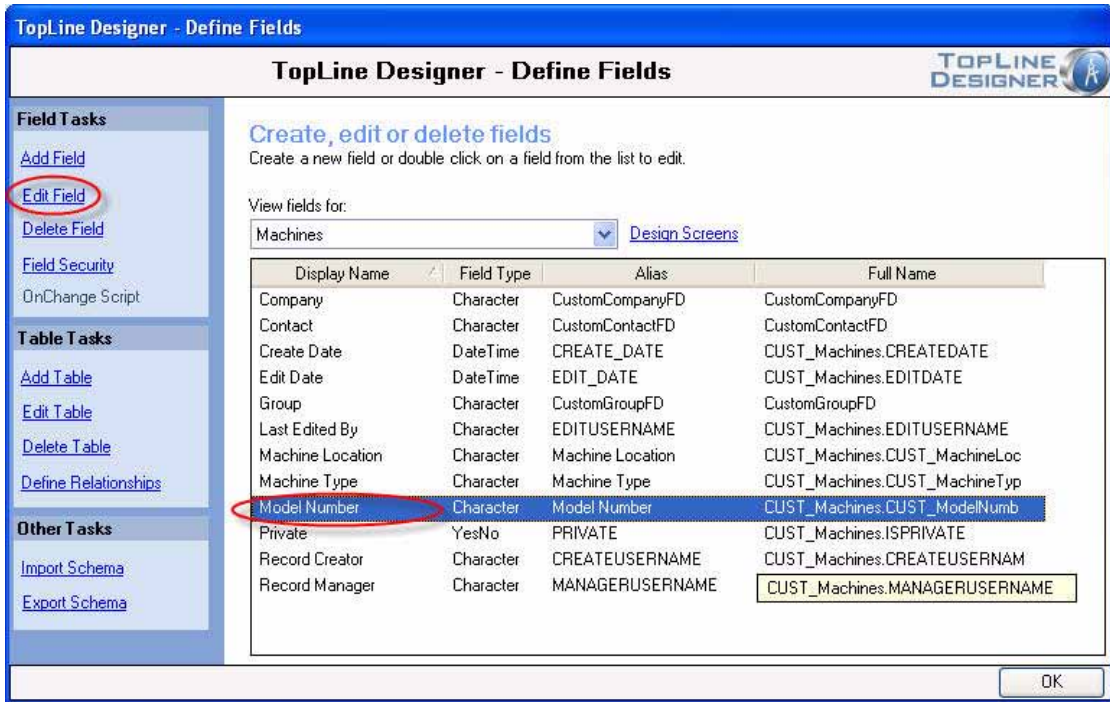 TopLine Designer - Define Fields
TopLine Designer - Define Fields
TOPLINE
DESIGNER
Field Tasks
Add Field
Edit Field
Delete Field
Field Security
OnChange Script
Table Tasks
Add Table
Edit Table
Delete Table
Define Relationships
Other Tasks
Import Schema
Export Schema
Create, edit or delete fields
Create a new field or double click on a field from the list to edit.
View fields for:
Machines Design Screens
Display Name Field Type Alias Full Name
Company Character CustomCompanyFD CustomCompanyFD
Contact Character CustomContactFD CustomContactFD
Create Date DateTime CREATE_DATE CUST_Machines.CREATEDATE
Edit Date DateTime EDIT_DATE CUST_Machines.EDITDATE
Group Character CustomGroupFD CustomGroupFD
Last Edited By Character EDITUSERNAME CUST_Machines.EDITUSERNAME
Machine Location Character Machine Location CUST_Machines.CUST_MachineLoc
Machine Type Character Machine Type CUST_Machines.CUST_MachineTyp
Model Number Character Model Number CUST_Machines.CUST_ModelNumb
Private YesNo PRIVATE CUST_Machines.ISPRIVATE
Record Creator Character CREATEUSERNAME CUST_Machines.CREATEUSERNAM
Record Manager Character MANAGERUSERNAME CUST_Machines.MANAGERUSERNAME
OK